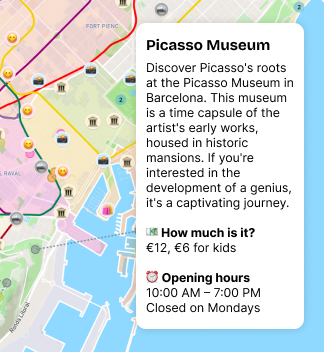 FORT PIENC
Picasso Museum
Discover Picasso's roots
at the Picasso Museum in
Barcelona. This museum
is a time capsule of the
artist's early works,
housed in historic
mansions. If you're
interested in the
development of a genius,
it's a captivating journey.
💵 How much is it?
€12, €6 for kids
⏰ Opening hours
10:00 AM – 7:00 PM
Closed on Mondays
2
2
EL RAVAL
Ronda Litoral